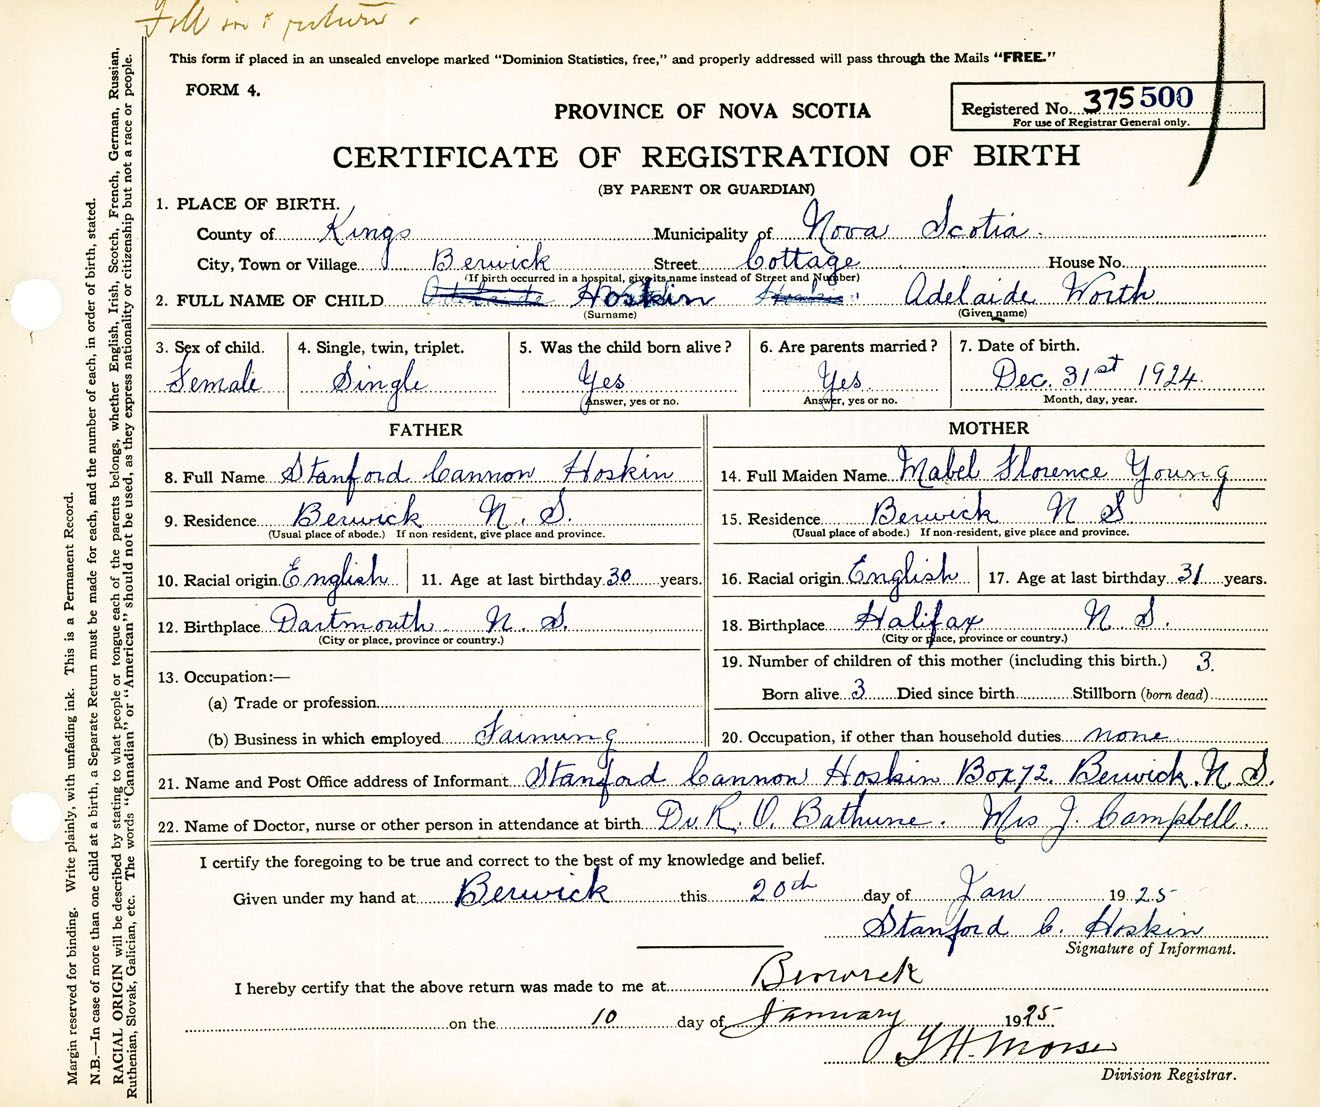 Fill in & return.
This form if placed in an unsealed envelope marked “Dominion Statistics, free,” and properly addressed will pass through the Mails “FREE.”
FORM 4.
PROVINCE OF NOVA SCOTIA
Registered No. 375500
For use of Registrar General only.
CERTIFICATE OF REGISTRATION OF BIRTH
(BY PARENT OR GUARDIAN)
1. PLACE OF BIRTH.
County of Kings Municipality of Nova Scotia.
City, Town or Village Berwick Street Cottage House No.
(If birth occurred in a hospital, give its name instead of Street and Number)
2. FULL NAME OF CHILD Hoskin Adelaide Worth
(Surname) (Given name)
3. Sex of child. 4. Single, twin, triplet. 5. Was the child born alive? 6. Are parents married? 7. Date of birth.
Female Single Yes Yes Dec. 31st 1924.
Answer, yes or no. Answer, yes or no. Month, day, year.
FATHER
8. Full Name Stanford Cannon Hoskin
9. Residence Berwick N. S.
(Usual place of abode.) If non-resident, give place and province.
10. Racial origin English 11. Age at last birthday 30 years.
12. Birthplace Dartmouth N. S.
(City or place, province or country.)
13. Occupation:—
(a) Trade or profession
(b) Business in which employed Faiming
MOTHER
14. Full Maiden Name Mabel Florence Young
15. Residence Berwick N S
(Usual place of abode.) If non-resident, give place and province.
16. Racial origin English 17. Age at last birthday 31 years.
18. Birthplace Halifax N S.
(City or place, province or country.)
19. Number of children of this mother (including this birth.) 3.
Born alive 3 Died since birth Stillborn (born dead)
20. Occupation, if other than household duties none
21. Name and Post Office address of Informant Stanford Cannon Hoskin Box 72. Berwick. N. S.
22. Name of Doctor, nurse or other person in attendance at birth Dr. R. O. Bathune. Mrs J. Campbell.
I certify the foregoing to be true and correct to the best of my knowledge and belief.
Given under my hand at Berwick this 20th day of Jan 1925
Stanford C. Hoskin
Signature of Informant.
I hereby certify that the above return was made to me at Berwick
on the 10 day of January 1925
Morse
Division Registrar.
Margin reserved for binding. Write plainly, with unfading ink. This is a Permanent Record.
N.B.—In case of more than one child at a birth, a Separate Return must be made for each, and the number of each, in order of birth, stated.
RACIAL ORIGIN will be described by stating to what people or tongue each of the parents belongs, whether English, Irish, Scotch, French, German, Russian,
Ruthenian, Slovak, Galician, etc. The words “Canadian” or “American” should not be used, as they express nationality or citizenship but not a race or people.